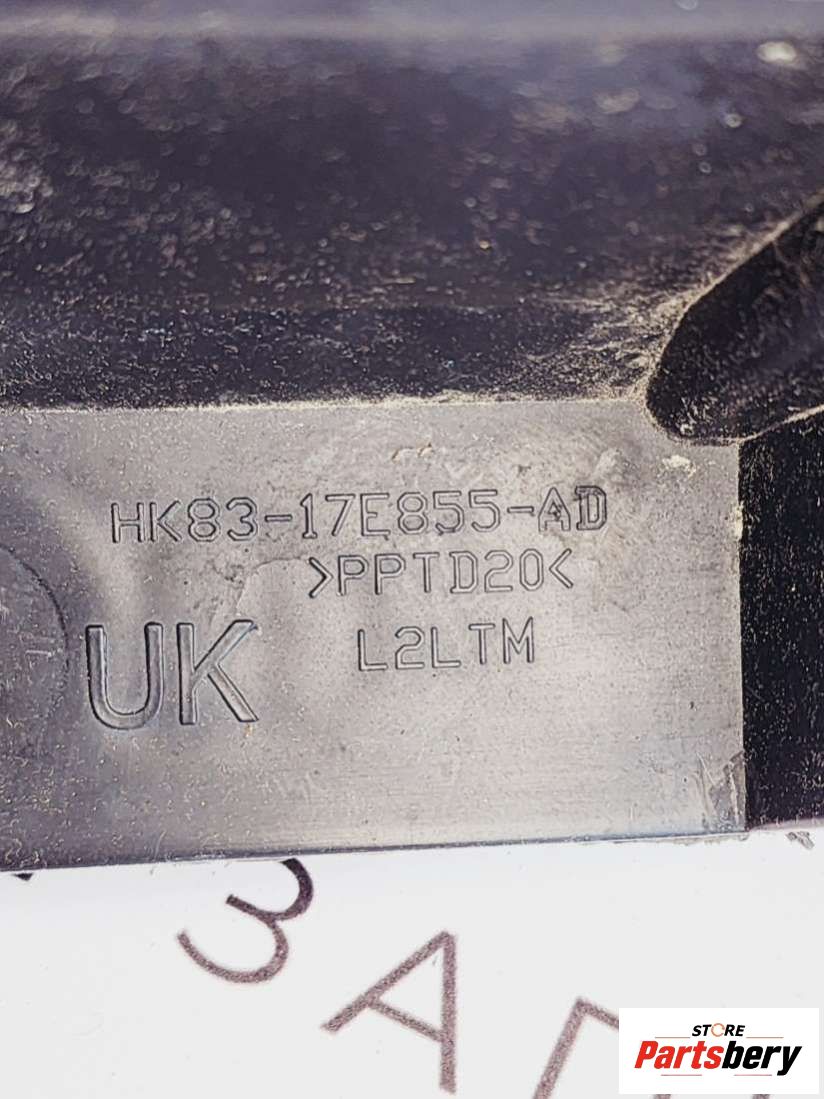 HK83-17E855-AD
>PPTD20<
UK L2LTM
STORE
Partsbery